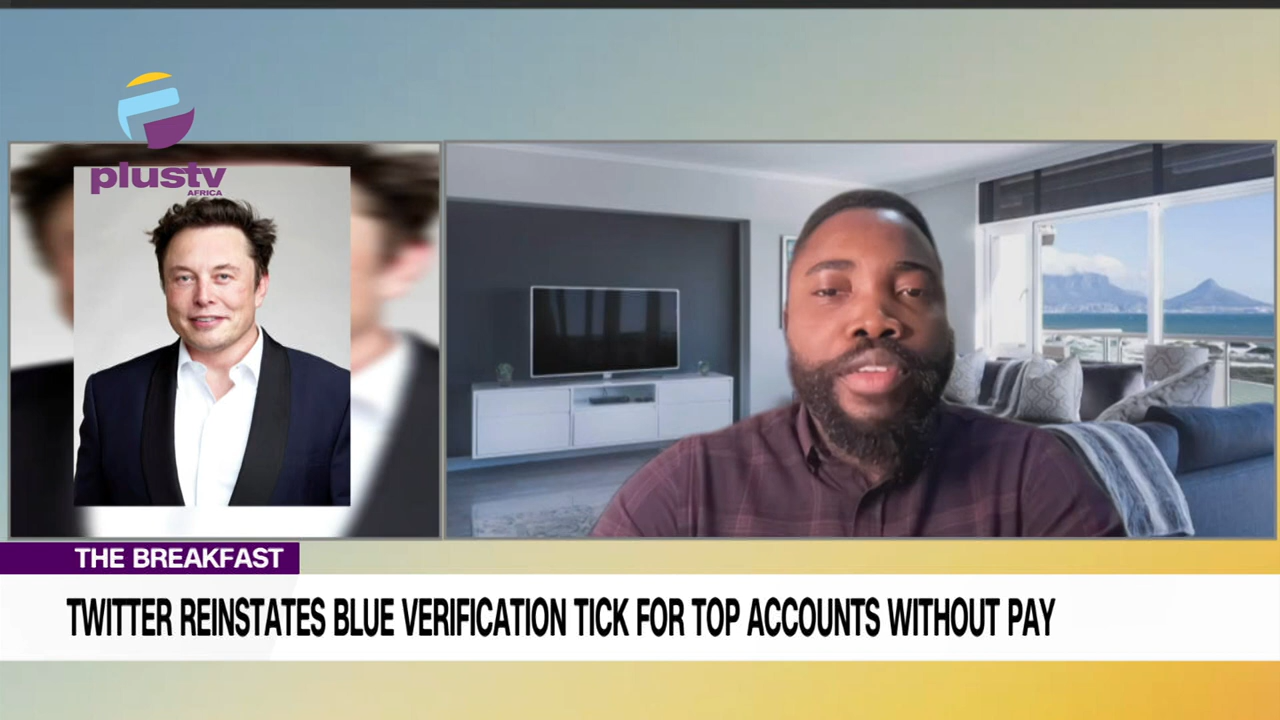 plustv
AFRICA
THE BREAKFAST
TWITTER REINSTATES BLUE VERIFICATION TICK FOR TOP ACCOUNTS WITHOUT PAY